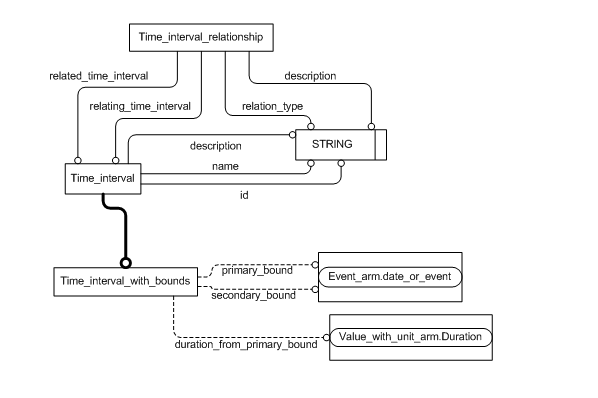 Time_interval_relationship
related_time_interval
description
relating_time_interval
relation_type
description
STRING
name
Time_interval
id
primary_bound
Event_arm.date_or_event
Time_interval_with_bounds
secondary_bound
Value_with_unit_arm.Duration
duration_from_primary_bound